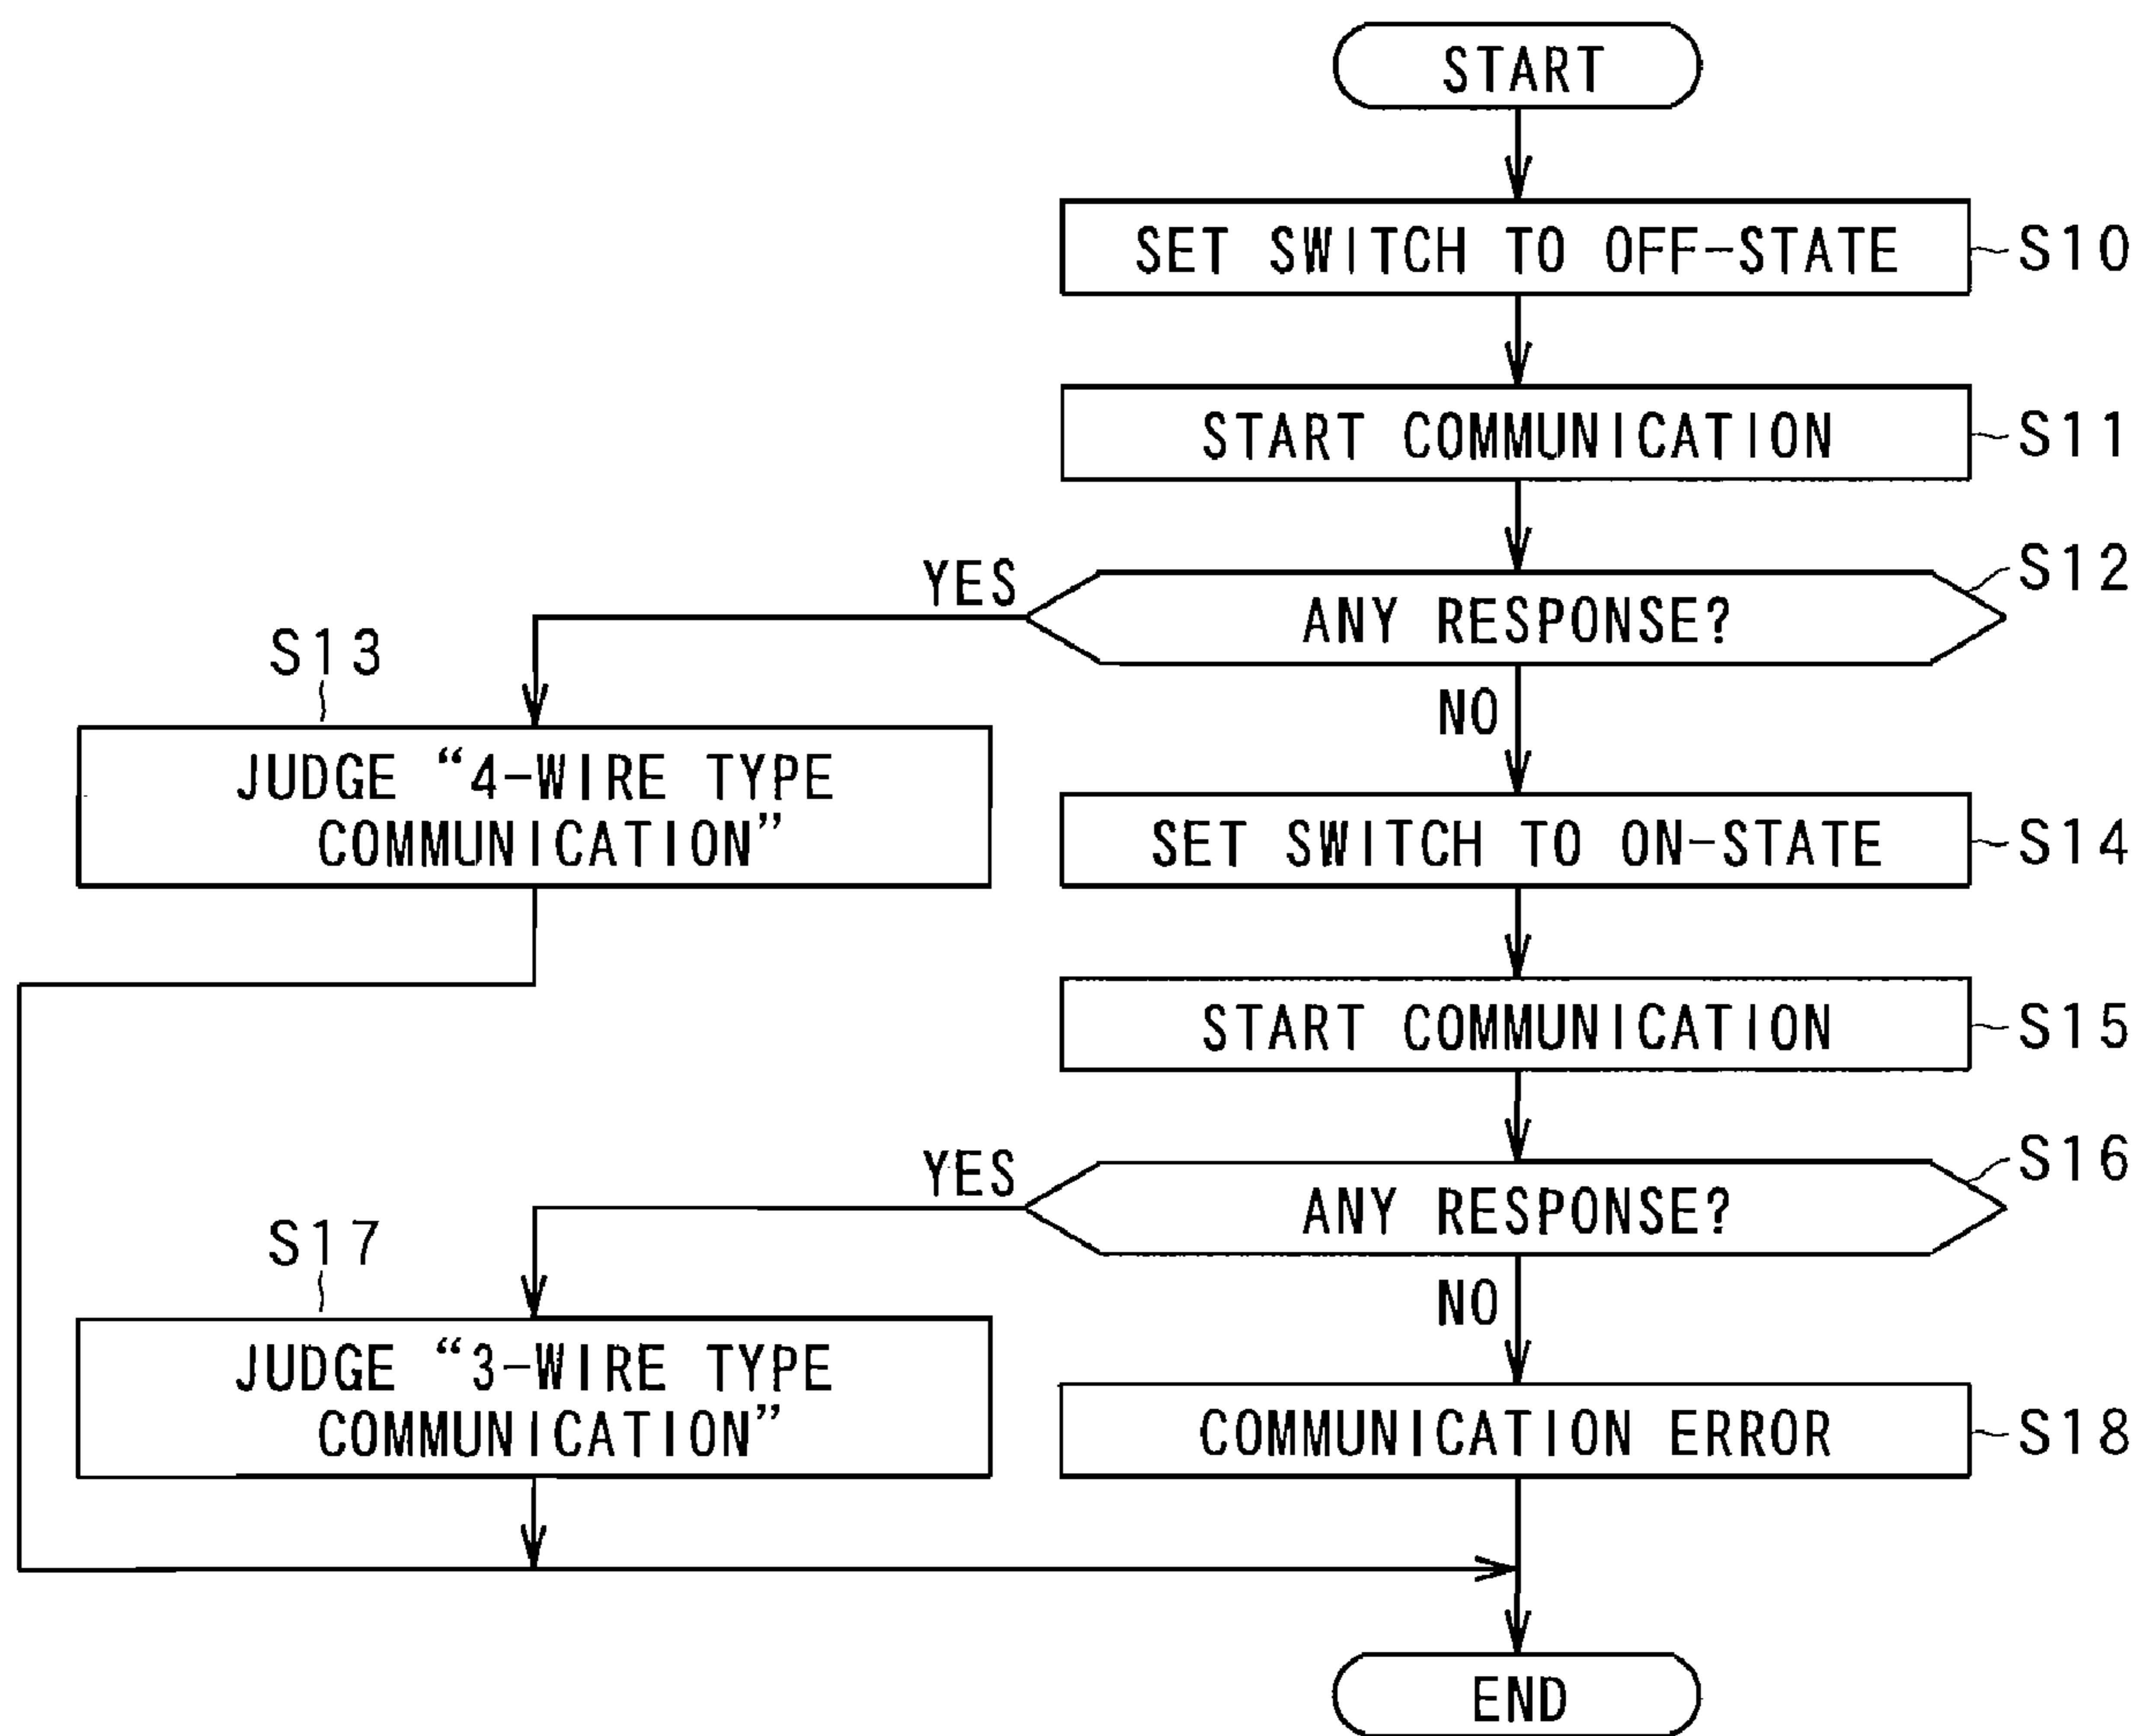 START
SET SWITCH TO OFF-STATE
S10
START COMMUNICATION
S11
S12
YES
ANY RESPONSE?
S13
NO
JUDGE “4-WIRE TYPE
COMMUNICATION”
SET SWITCH TO ON-STATE
S14
START COMMUNICATION
S15
S16
YES
ANY RESPONSE?
S17
NO
JUDGE “3-WIRE TYPE
COMMUNICATION”
COMMUNICATION ERROR
S18
END